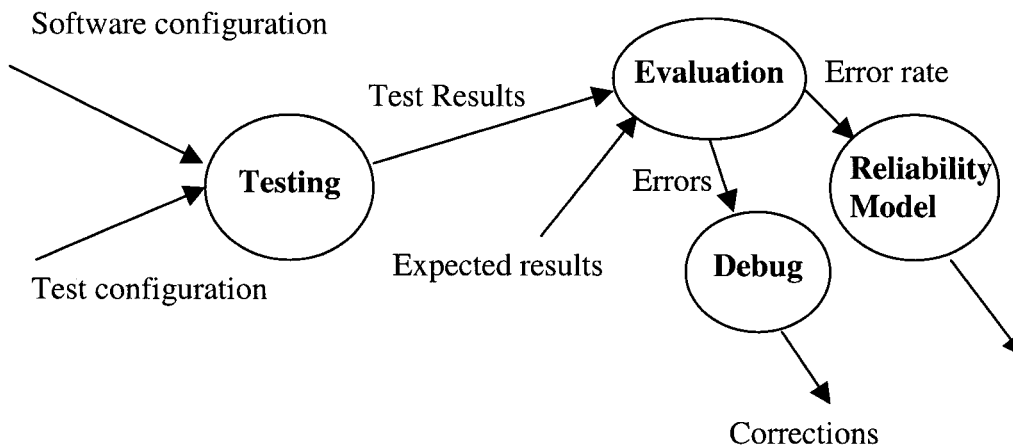 Software configuration
Evaluation
Error rate
Test Results
Testing
Reliability
Model
Errors
Expected results
Debug
Test configuration
Corrections